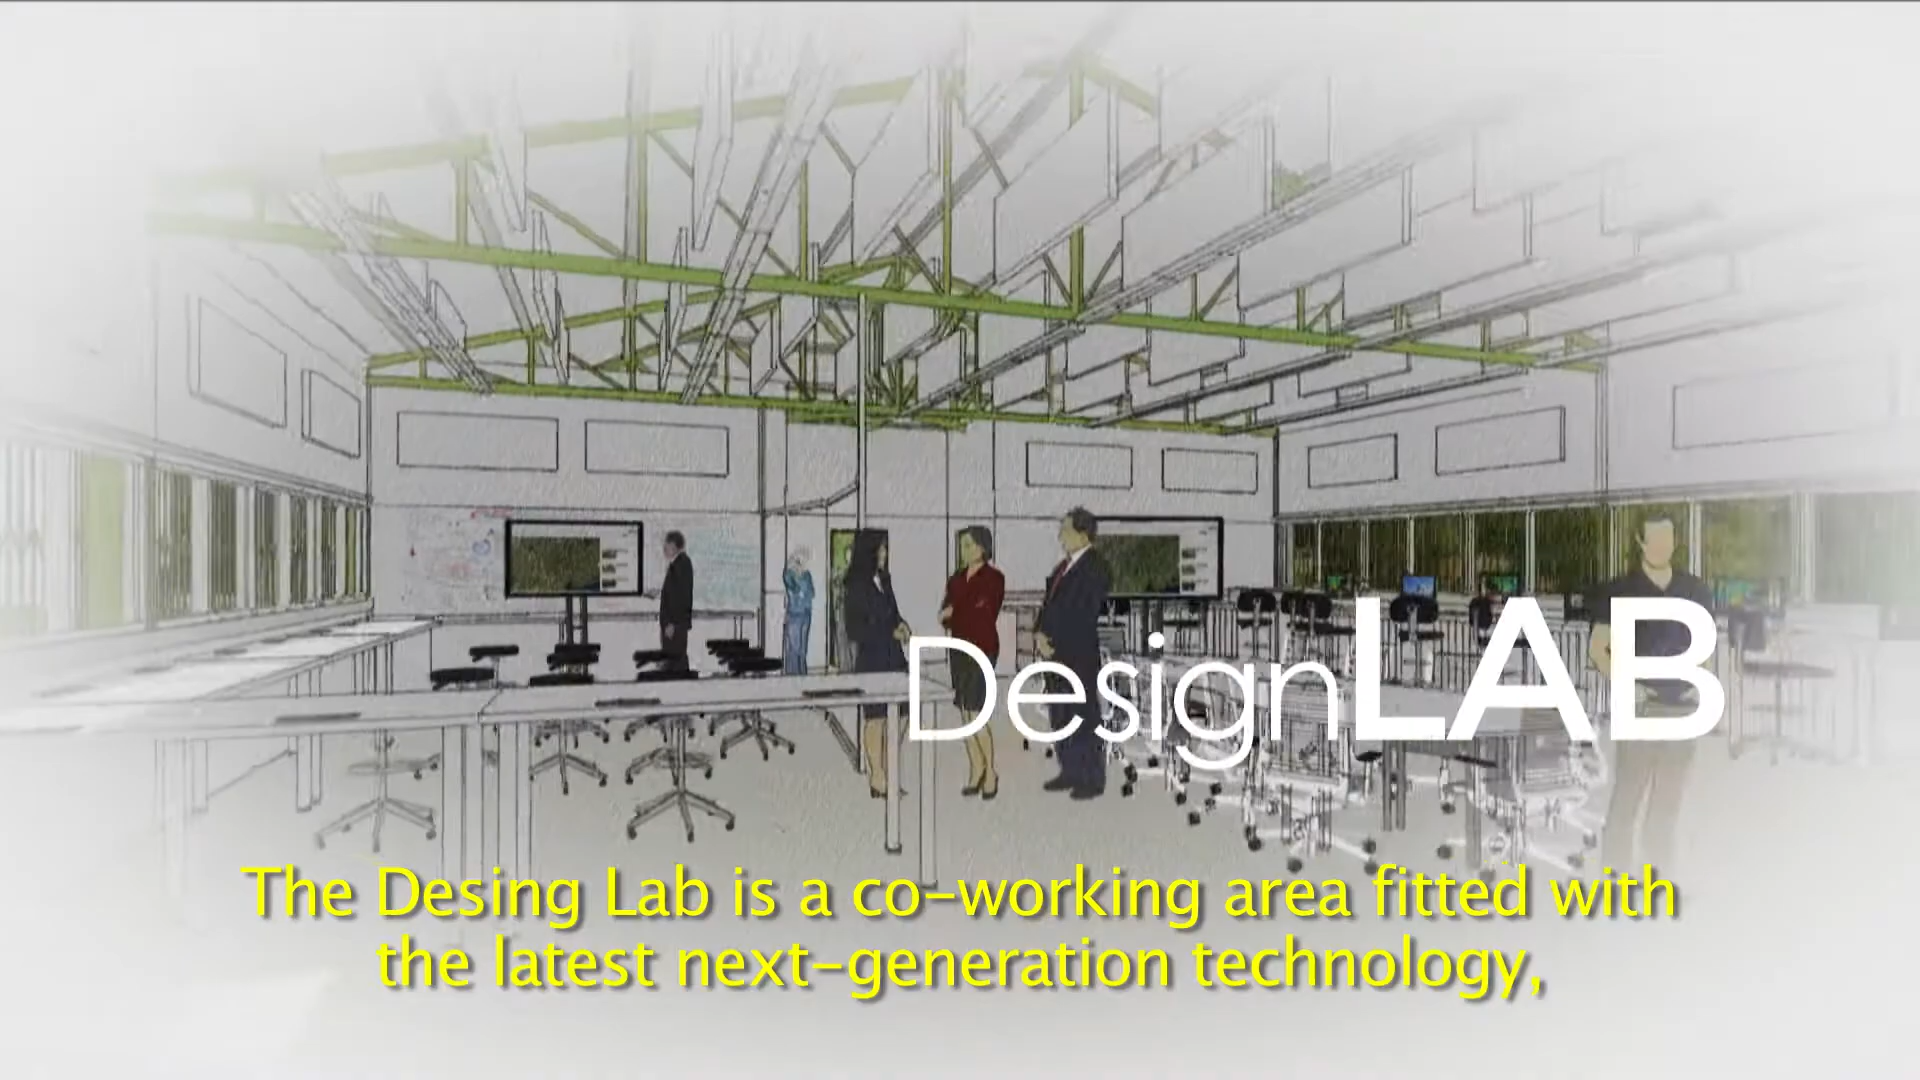 DesignLAB
The Desing Lab is a co-working area fitted with
the latest next-generation technology,